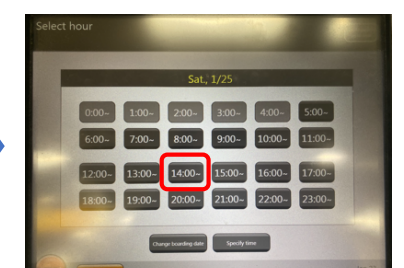 Select hour
Sat., 1/25
0:00~ 1:00~ 2:00~ 3:00~ 4:00~ 5:00~
6:00~ 7:00~ 8:00~ 9:00~ 10:00~ 11:00~
12:00~ 13:00~ 14:00~ 15:00~ 16:00~ 17:00~
18:00~ 19:00~ 20:00~ 21:00~ 22:00~ 23:00~
Change boarding date Specify time